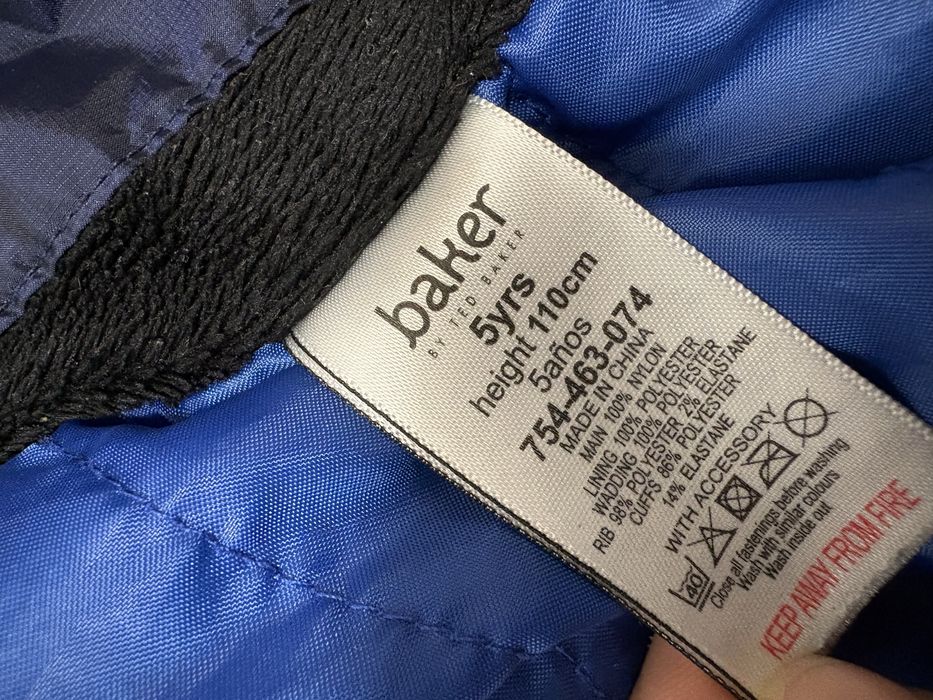 baker
BY TED BAKER
5yrs
height 110cm
5años
754-463-074
MADE IN CHINA
MAIN 100% NYLON
LINING 100% POLYESTER
WADDING 100% POLYESTER
RIB 98% POLYESTER 2% ELASTANE
CUFFS 86% POLYESTER
14% ELASTANE
WITH ACCESSORY
40
Close all fastenings before washing
Wash with similar colours
Wash inside out
KEEP AWAY FROM FIRE